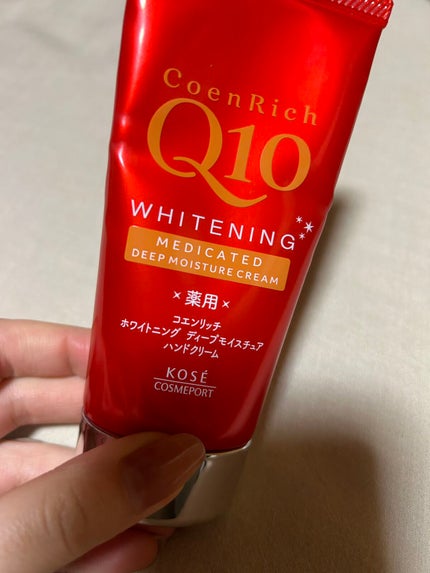 CoenRich
Q10
WHITENING
MEDICATED
DEEP MOISTURE CREAM
×薬用×
コエンリッチ
ホワイトニング ディープモイスチュア
ハンドクリーム
KOSÉ
COSMEPORT